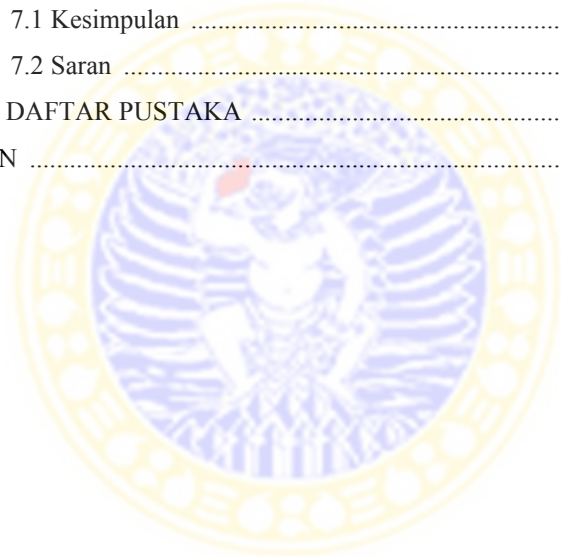 7.1 Kesimpulan ..........................................................
7.2 Saran ....................................................................
DAFTAR PUSTAKA ................................................
N ..................................................................................